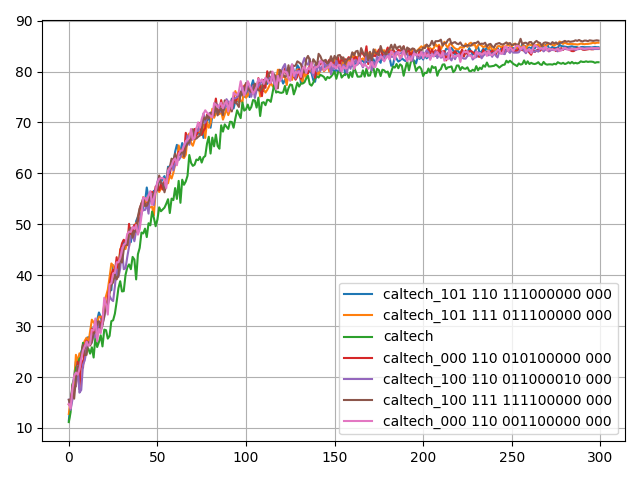 90
80
70
60
50
40
30
20
10
caltech_101 110 111000000 000
caltech_101 111 011100000 000
caltech
caltech_000 110 010100000 000
caltech_100 110 011000010 000
caltech_100 111 111100000 000
caltech_000 110 001100000 000
0 50 100 150 200 250 300